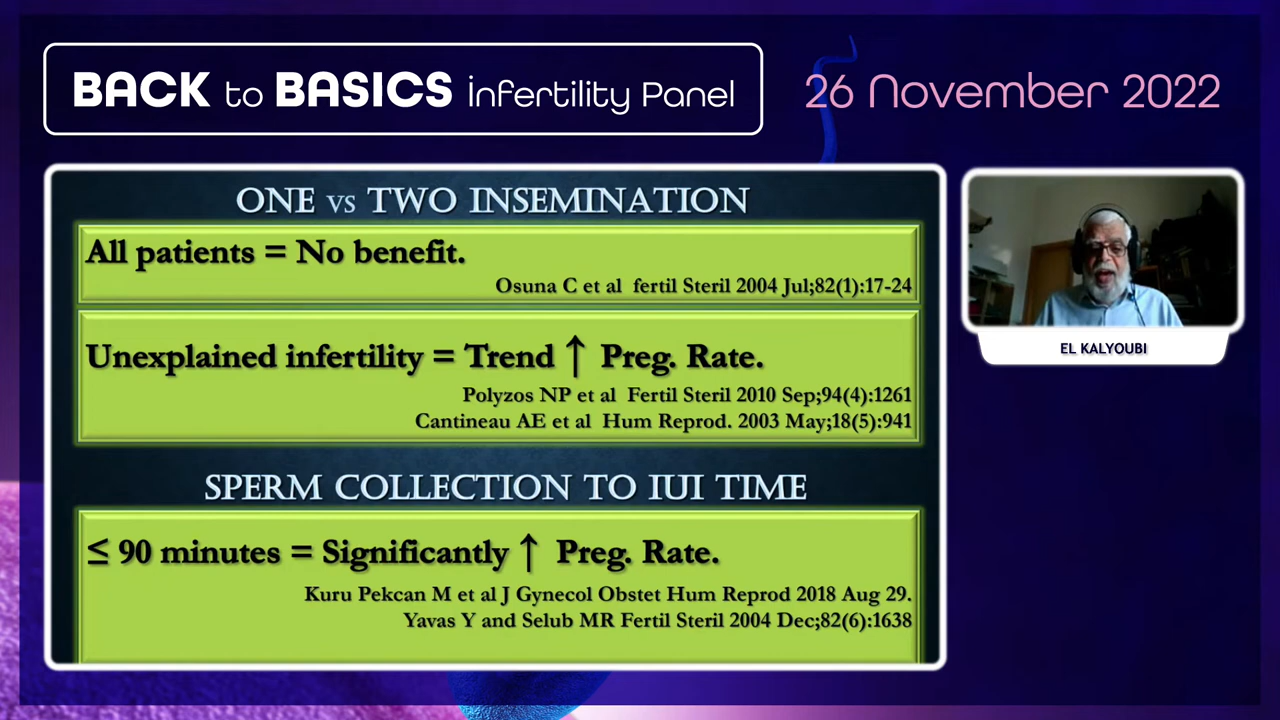 BACK to BASICS infertility Panel
26 November 2022
ONE vs TWO INSEMINATION
All patients = No benefit.
Osuna C et al fertil Steril 2004 Jul;82(1):17-24
Unexplained infertility = Trend ↑ Preg. Rate.
Polyzos NP et al Fertil Steril 2010 Sep;94(4):1261
Cantineau AE et al Hum Reprod. 2003 May;18(5):941
SPERM COLLECTION TO IUI TIME
≤ 90 minutes = Significantly ↑ Preg. Rate.
Kuru Pekcan M et al J Gynecol Obstet Hum Reprod 2018 Aug 29.
Yavas Y and Selub MR Fertil Steril 2004 Dec;82(6):1638
EL KALYOUBI